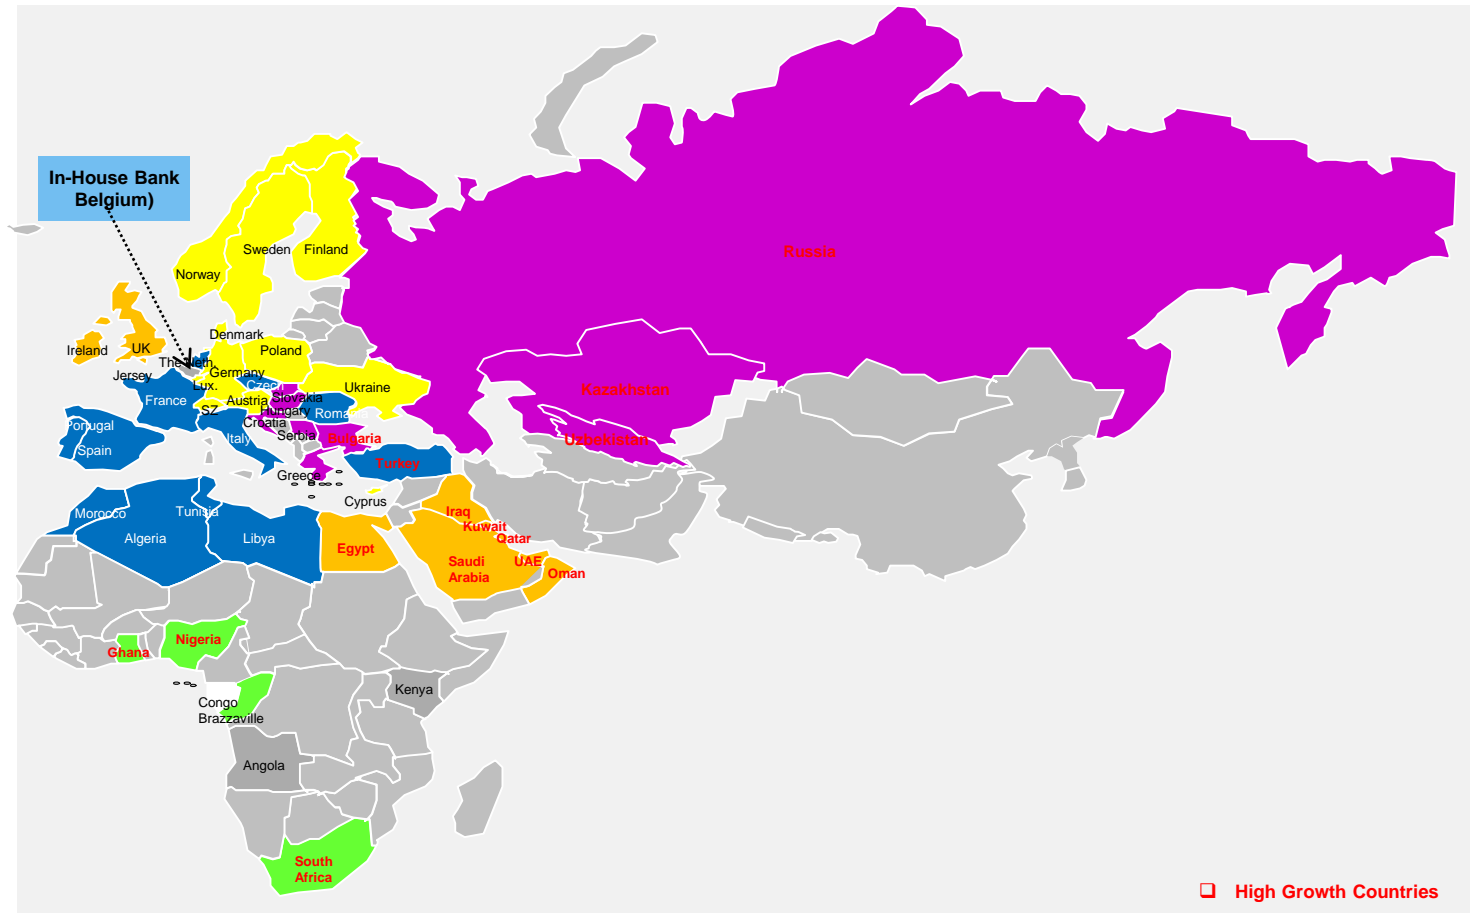 In-House Bank
Belgium)
Sweden
Finland
Norway
Russia
Denmark
Ireland
UK
Poland
The Neth.
Jersey
Germany
Lux.
Czech
Ukraine
Kazakhstan
France
Austria
Slovakia
SZ
Hungary
Romania
Portugal
Croatia
Italy
Serbia
Bulgaria
Uzbekistan
Spain
Turkey
Greece
Cyprus
Morocco
Tunisia
Iraq
Kuwait
Algeria
Libya
Egypt
Qatar
Saudi
Arabia
UAE
Oman
Nigeria
Ghana
Kenya
Congo
Brazzaville
Angola
South
Africa
❑ High Growth Countries